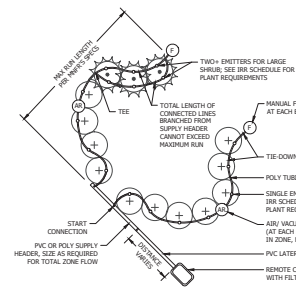 MAX RUN LENGTH
PER MNFR'S SPECS
F
TWO+ EMITTERS FOR LARGE
SHRUB; SEE IRR SCHEDULE FOR
PLANT REQUIREMENTS
AR
TEE
TOTAL LENGTH OF
CONNECTED LINES
BRANCHED FROM
SUPPLY HEADER
CANNOT EXCEED
MAXIMUM RUN
MANUAL F
AT EACH E
F
TIE-DOWN
POLY TUBI
SINGLE EM
IRR SCHED
PLANT REQ
AR
AIR/ VACU
(AT EACH
IN ZONE,
START
CONNECTION
PVC OR POLY SUPPLY
HEADER, SIZE AS REQUIRED
FOR TOTAL ZONE FLOW
DISTANCE
VARIES
PVC LATER
REMOTE C
WITH FILT